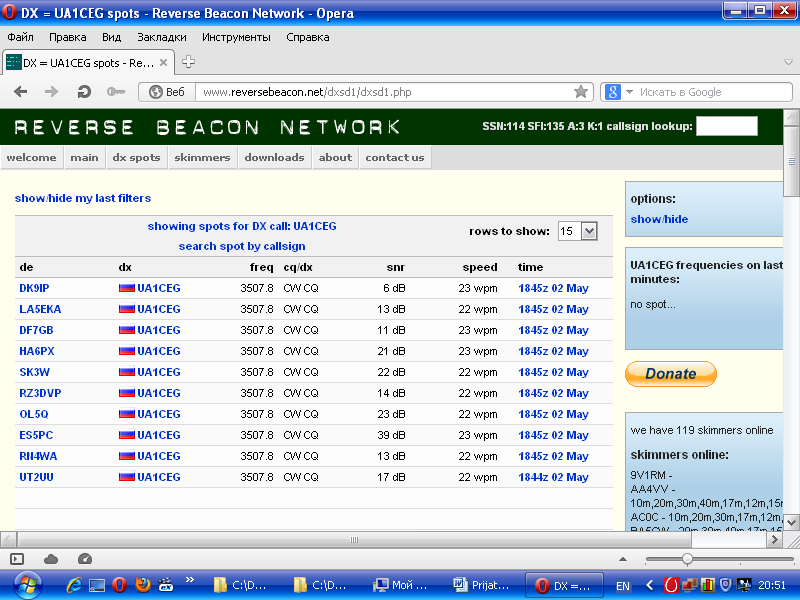 DX = UA1CEG spots - Reverse Beacon Network - Opera
Файл Правка Вид Закладки Инструменты Справка
DX = UA1CEG spots - Re...
Веб www.reversebeacon.net/dxsd1/dxsd1.php Искать в Google
REVERSE BEACON NETWORK SSN:114 SFI:135 A:3 K:1 callsign lookup:
welcome main dx spots skimmers downloads about contact us
show/hide my last filters
showing spots for DX call: UA1CEG
search spot by callsign
rows to show: 15
de dx freq cq/dx snr speed time
DK9IP UA1CEG 3507.8 CW CQ 6 dB 23 wpm 1845z 02 May
LA5EKA UA1CEG 3507.8 CW CQ 13 dB 22 wpm 1845z 02 May
DF7GB UA1CEG 3507.8 CW CQ 11 dB 22 wpm 1845z 02 May
HA6PX UA1CEG 3507.8 CW CQ 21 dB 23 wpm 1845z 02 May
SK3W UA1CEG 3507.8 CW CQ 22 dB 22 wpm 1845z 02 May
RZ3DVP UA1CEG 3507.8 CW CQ 14 dB 22 wpm 1845z 02 May
OL5Q UA1CEG 3507.8 CW CQ 23 dB 22 wpm 1845z 02 May
ES5PC UA1CEG 3507.8 CW CQ 39 dB 23 wpm 1845z 02 May
RN4WA UA1CEG 3507.8 CW CQ 13 dB 22 wpm 1845z 02 May
UT2UU UA1CEG 3507.8 CW CQ 17 dB 22 wpm 1844z 02 May
options:
show/hide
UA1CEG frequencies on last
minutes:
no spot...
Donate
we have 119 skimmers online
skimmers online:
9V1RM -
AA4VV -
10m,20m,30m,40m,17m,12m,15m
AC0C - 10m,20m,30m,17m,12m
C:\D... C:\D... Мой ... Prijat... DX =... EN 20:51